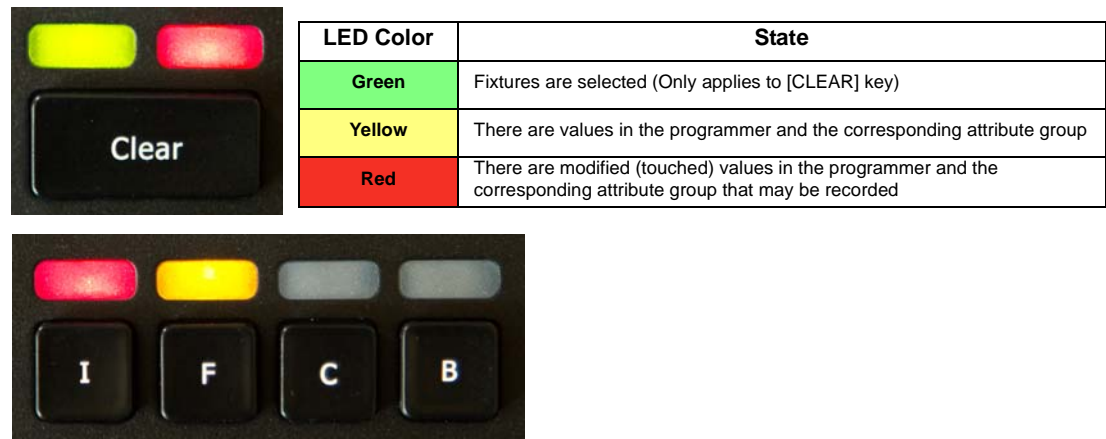 Clear
LED Color State
Green Fixtures are selected (Only applies to [CLEAR] key)
Yellow There are values in the programmer and the corresponding attribute group
Red There are modified (touched) values in the programmer and the
corresponding attribute group that may be recorded
I F C B